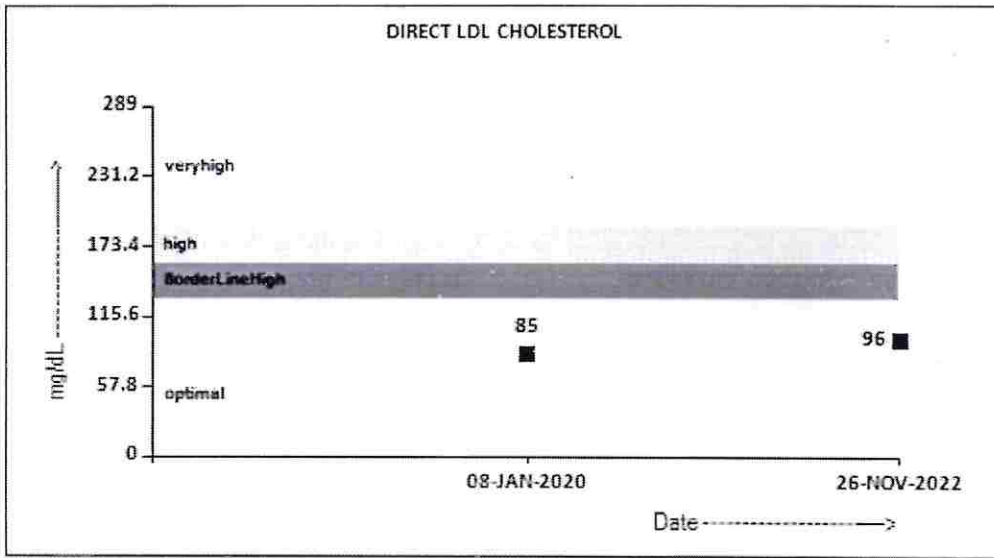 DIRECT LDL CHOLESTEROL
289
231.2
173.4
115.6
57.8
0
mg/dL
veryhigh
high
BorderLineHigh
optimal
85
96
08-JAN-2020
26-NOV-2022
Date